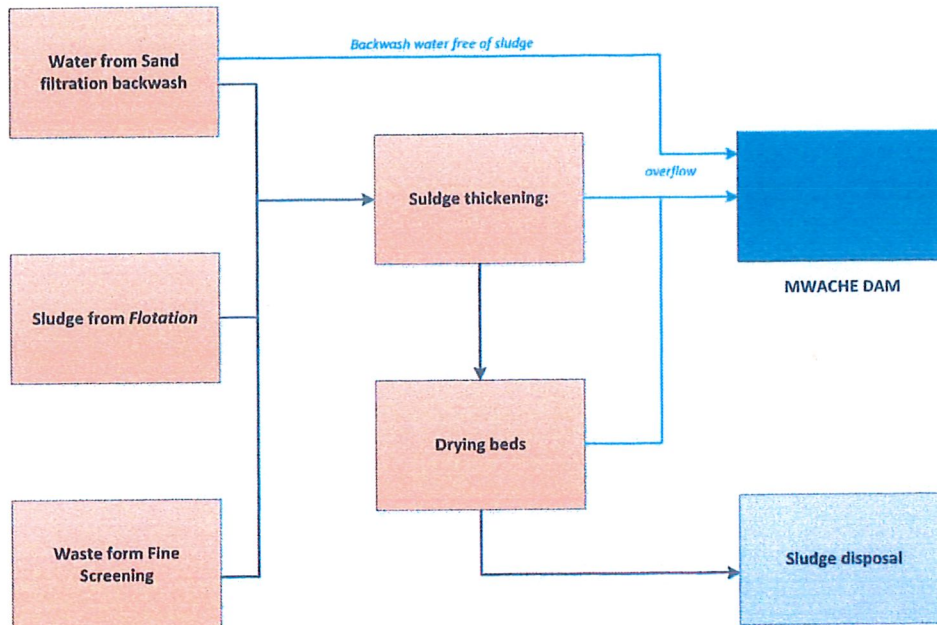 Backwash water free of sludge
Water from Sand
filtration backwash
overflow
Suldge thickening:
MWACHE DAM
Sludge from Flotation
Drying beds
Waste form Fine
Screening
Sludge disposal